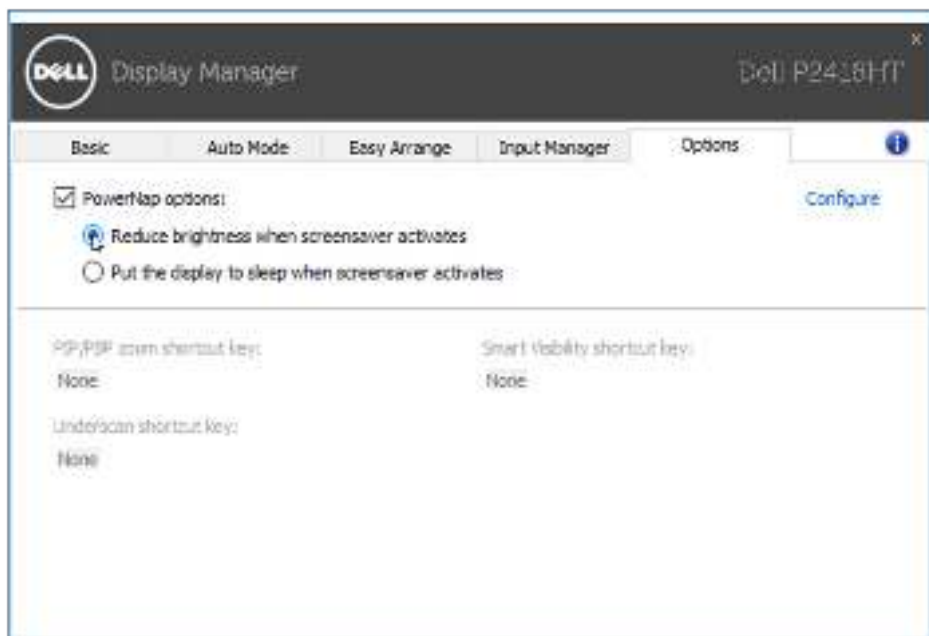 DELL Display Manager Dell P2418HT
x
Basic Auto Mode Easy Arrange Input Manager Options i
PowerNap options: Configure
Reduce brightness when screensaver activates
Put the display to sleep when screensaver activates
PIP/PBP zoom shortcut key: Smart Visibility shortcut key:
None None
Underscan shortcut key:
None